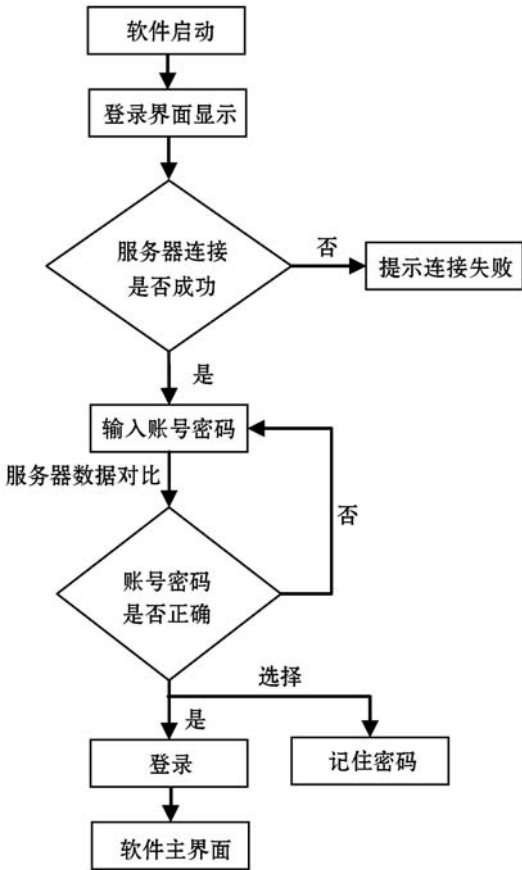 软件启动
登录界面显示
服务器连接
是否成功
否
提示连接失败
是
输入账号密码
服务器数据对比
否
账号密码
是否正确
选择
是
登录
记住密码
软件主界面